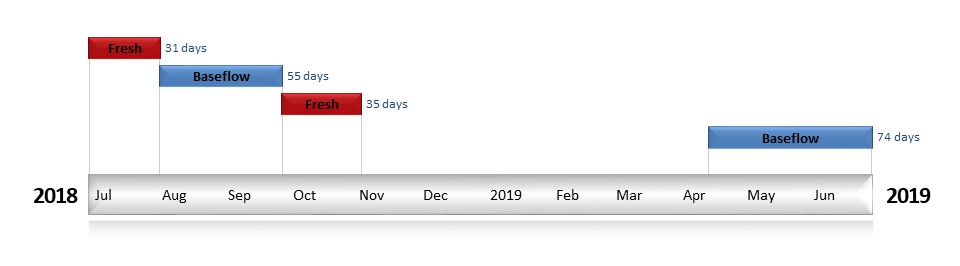 Fresh 31 days
Baseflow 55 days
Fresh 35 days
Baseflow 74 days
2018 Jul Aug Sep Oct Nov Dec 2019 Feb Mar Apr May Jun 2019